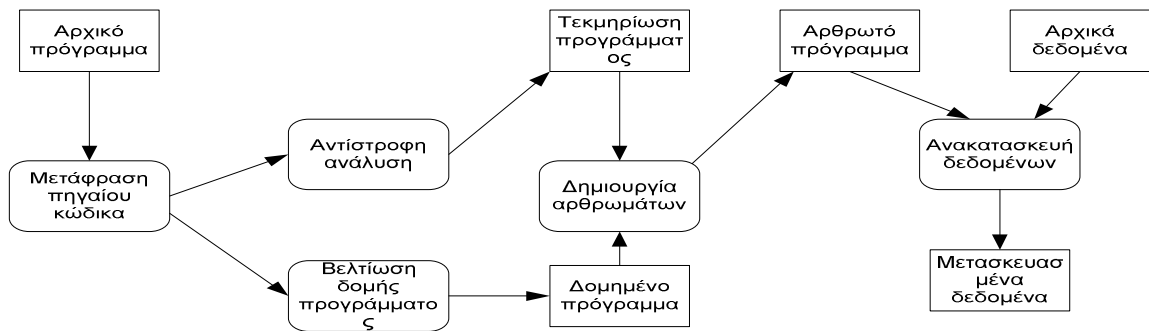 Αρχικό
πρόγραμμα
Τεκμηρίωση
προγράμματ
ος
Αρθρωτό
πρόγραμμα
Αρχικά
δεδομένα
Μετάφραση
πηγαίου
κώδικα
Αντίστροφη
ανάλυση
Δημιουργία
αρθρωμάτων
Ανακατασκευή
δεδομένων
Βελτίωση
δομής
προγράμματο
ς
Δομημένο
πρόγραμμα
Μετασκευασ
μένα
δεδομένα